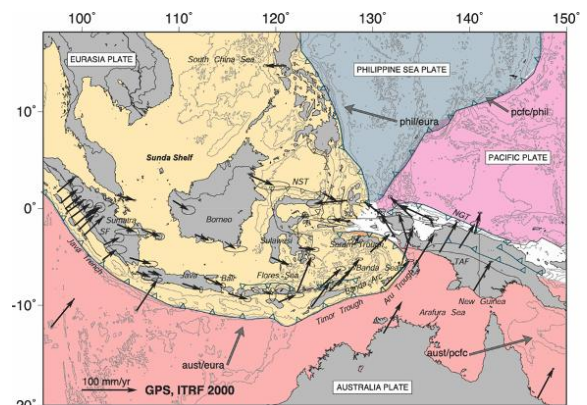 96° 100° 110° 120° 130° 140° 150°
EURASIA PLATE
South China Sea
PHILIPPINE SEA PLATE
10°
phil/eura
pcfc/phil
Sunda Shelf
PACIFIC PLATE
NST
0°
NGT
Sumatra
SF
Borneo
Sulawesi
Seram Trough
Java Trench
Java
Bali
Flores Sea
Banda Sea
TAF
New Guinea
-10°
Timor Trough
Aru Trough
Arafura Sea
aust/eura
aust/pcfc
100 mm/yr
GPS, ITRF 2000
AUSTRALIA PLATE